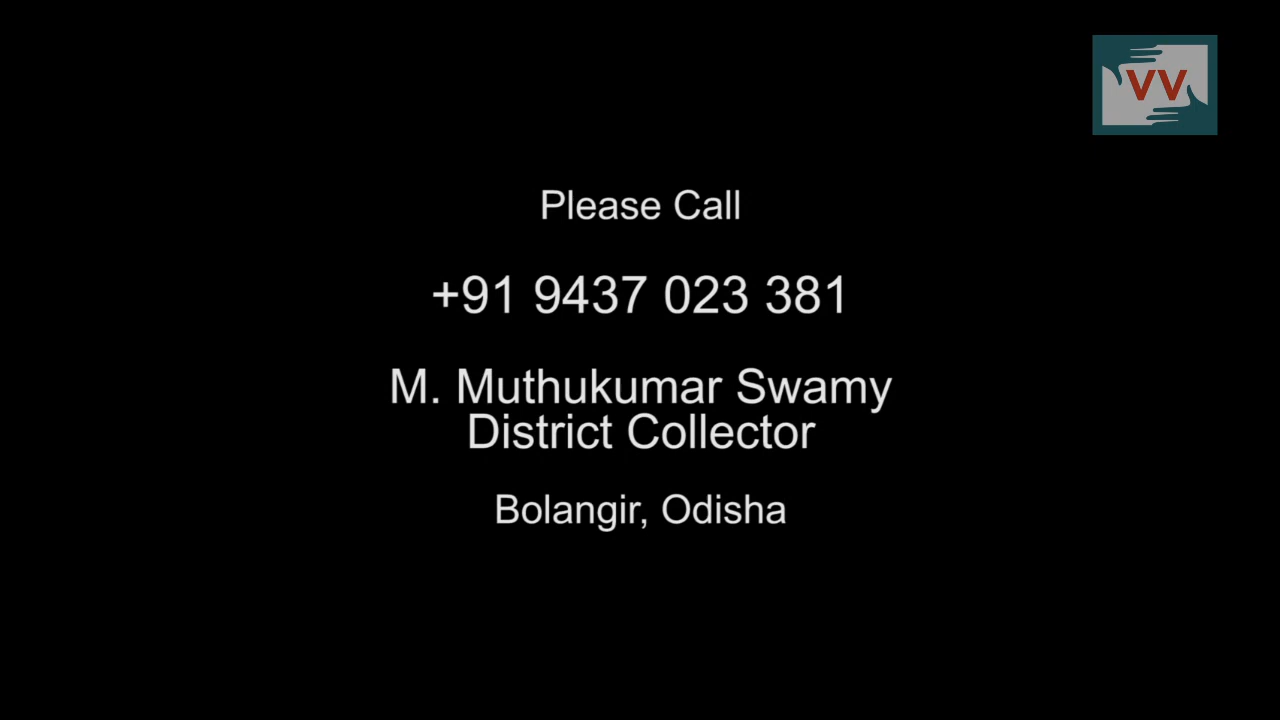 VV
Please Call
+91 9437 023 381
M. Muthukumar Swamy
District Collector
Bolangir, Odisha